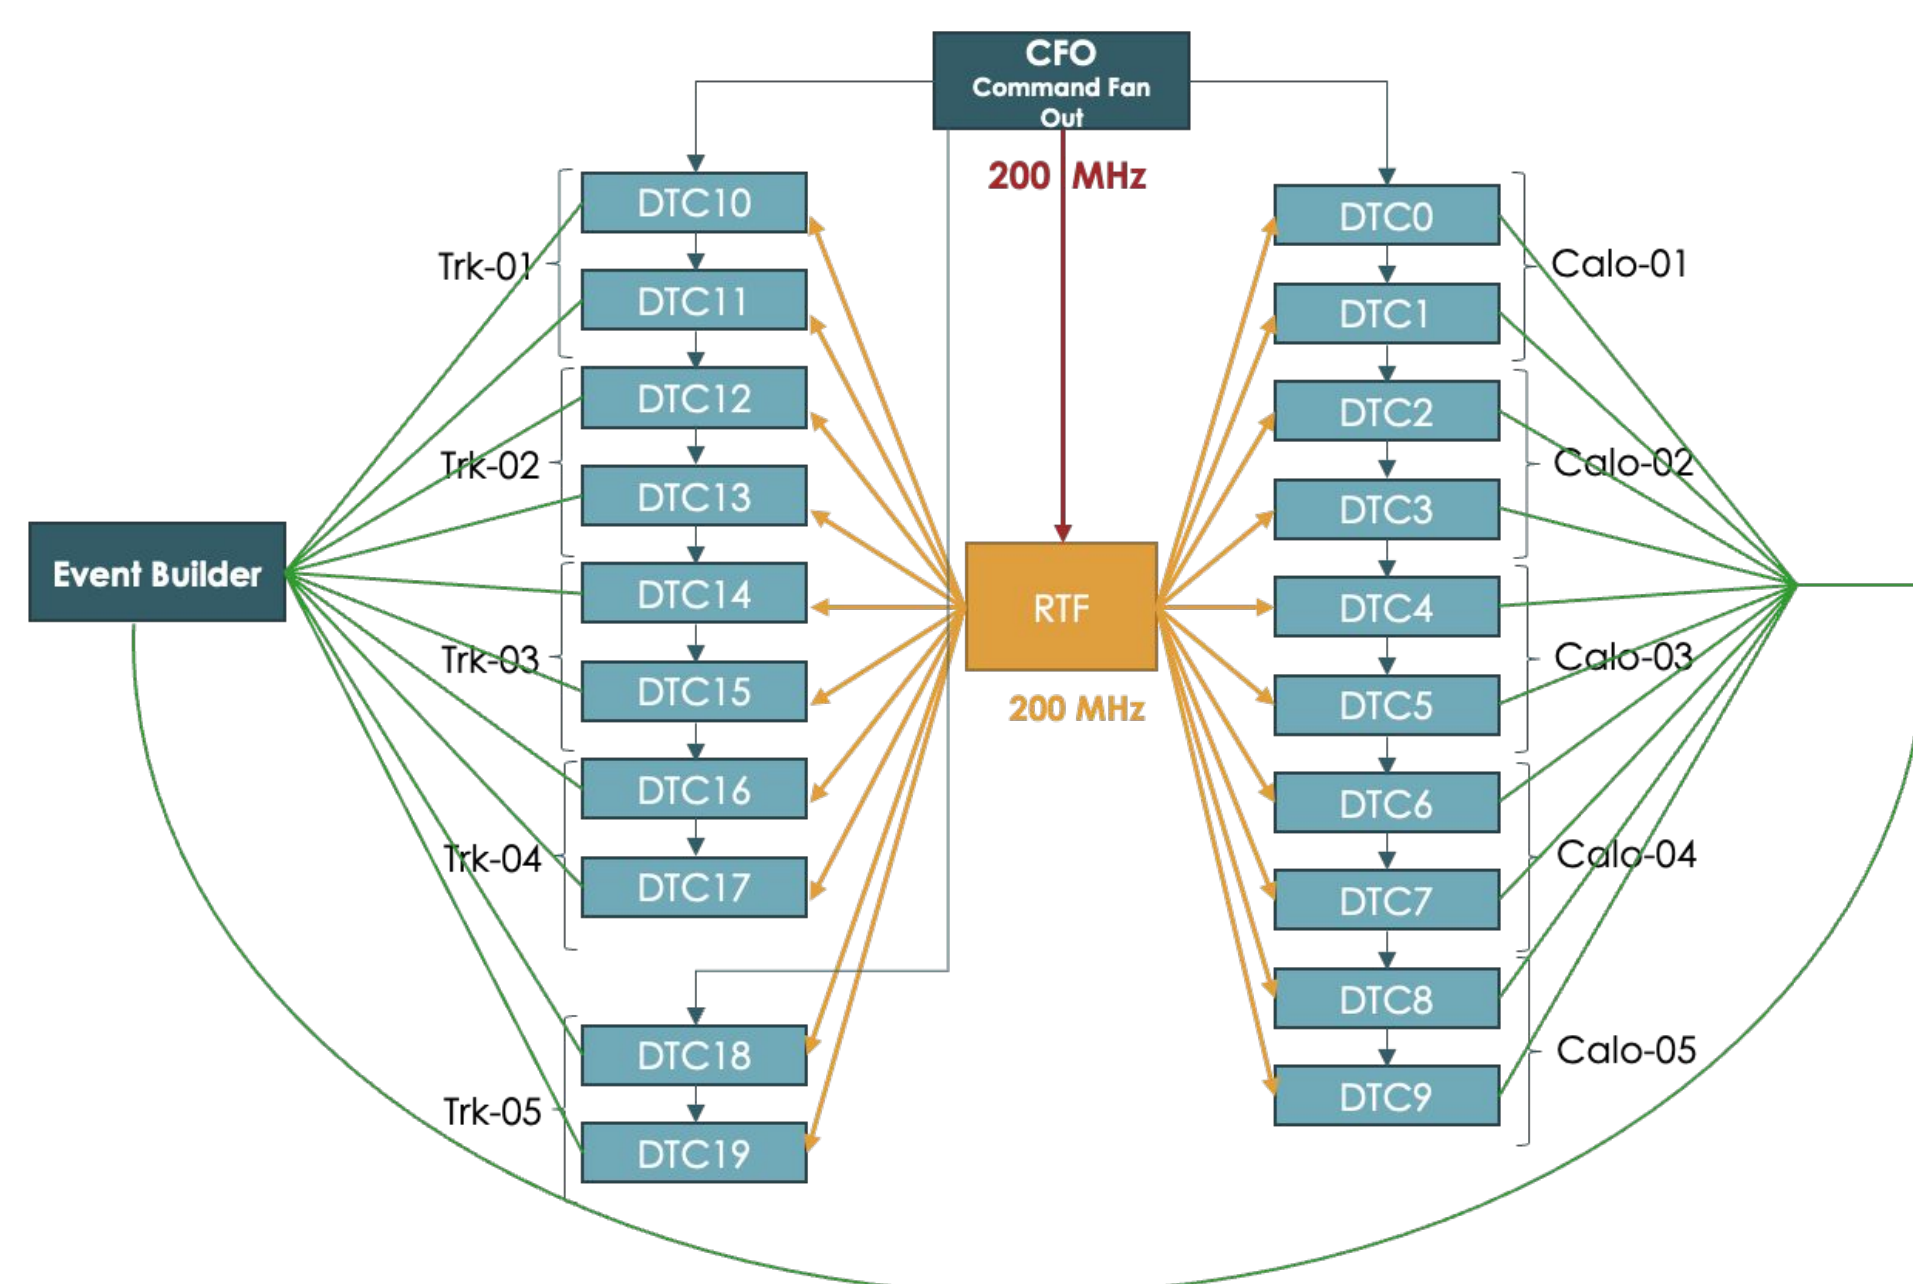 CFO
Command Fan
Out
200 MHz
DTC10
DTC11
DTC12
DTC13
DTC14
DTC15
DTC16
DTC17
DTC18
DTC19
Trk-01
Trk-02
Trk-03
Trk-04
Trk-05
Event Builder
RTF
200 MHz
DTC0
DTC1
DTC2
DTC3
DTC4
DTC5
DTC6
DTC7
DTC8
DTC9
Calo-01
Calo-02
Calo-03
Calo-04
Calo-05